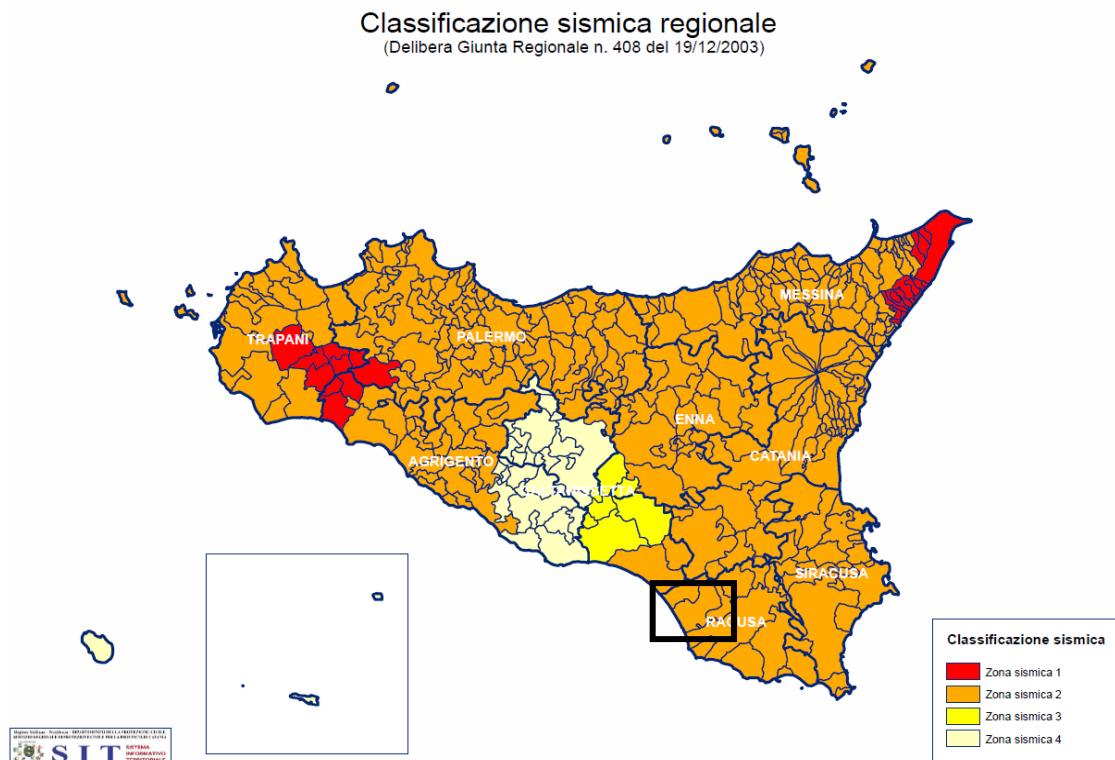 Classificazione sismica regionale
(Delibera Giunta Regionale n. 408 del 19/12/2003)
MESSINA
TRAPANI
PALERMO
ENNA
CATANIA
AGRIGENTO
CALTANISSETTA
SIRACUSA
RAGUSA
Classificazione sismica
Zona sismica 1
Zona sismica 2
Zona sismica 3
Zona sismica 4
S I T
SISTEMA
INFORMATIVO
TERRITORIALE